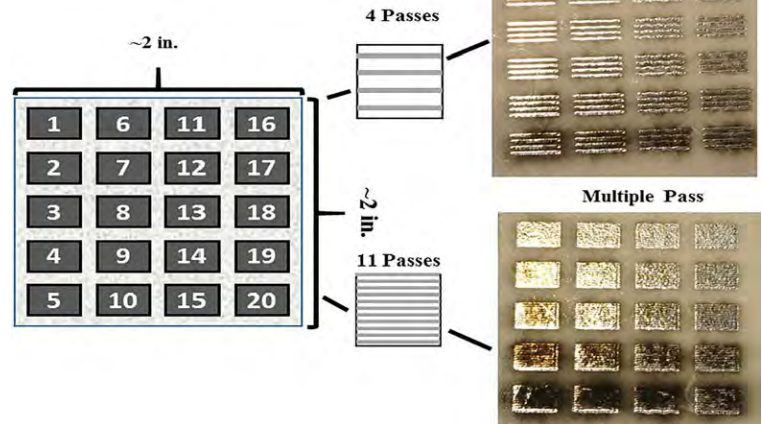 4 Passes
~2 in.
1 6 11 16
2 7 12 17
3 8 13 18
4 9 14 19
5 10 15 20
~2 in.
11 Passes
Multiple Pass